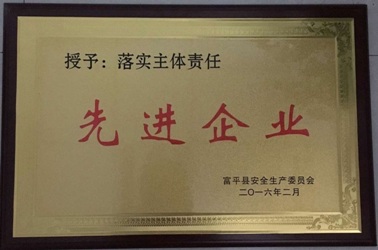 授予：落实主体责任
先进企业
富平县安全生产委员会
二〇一六年二月